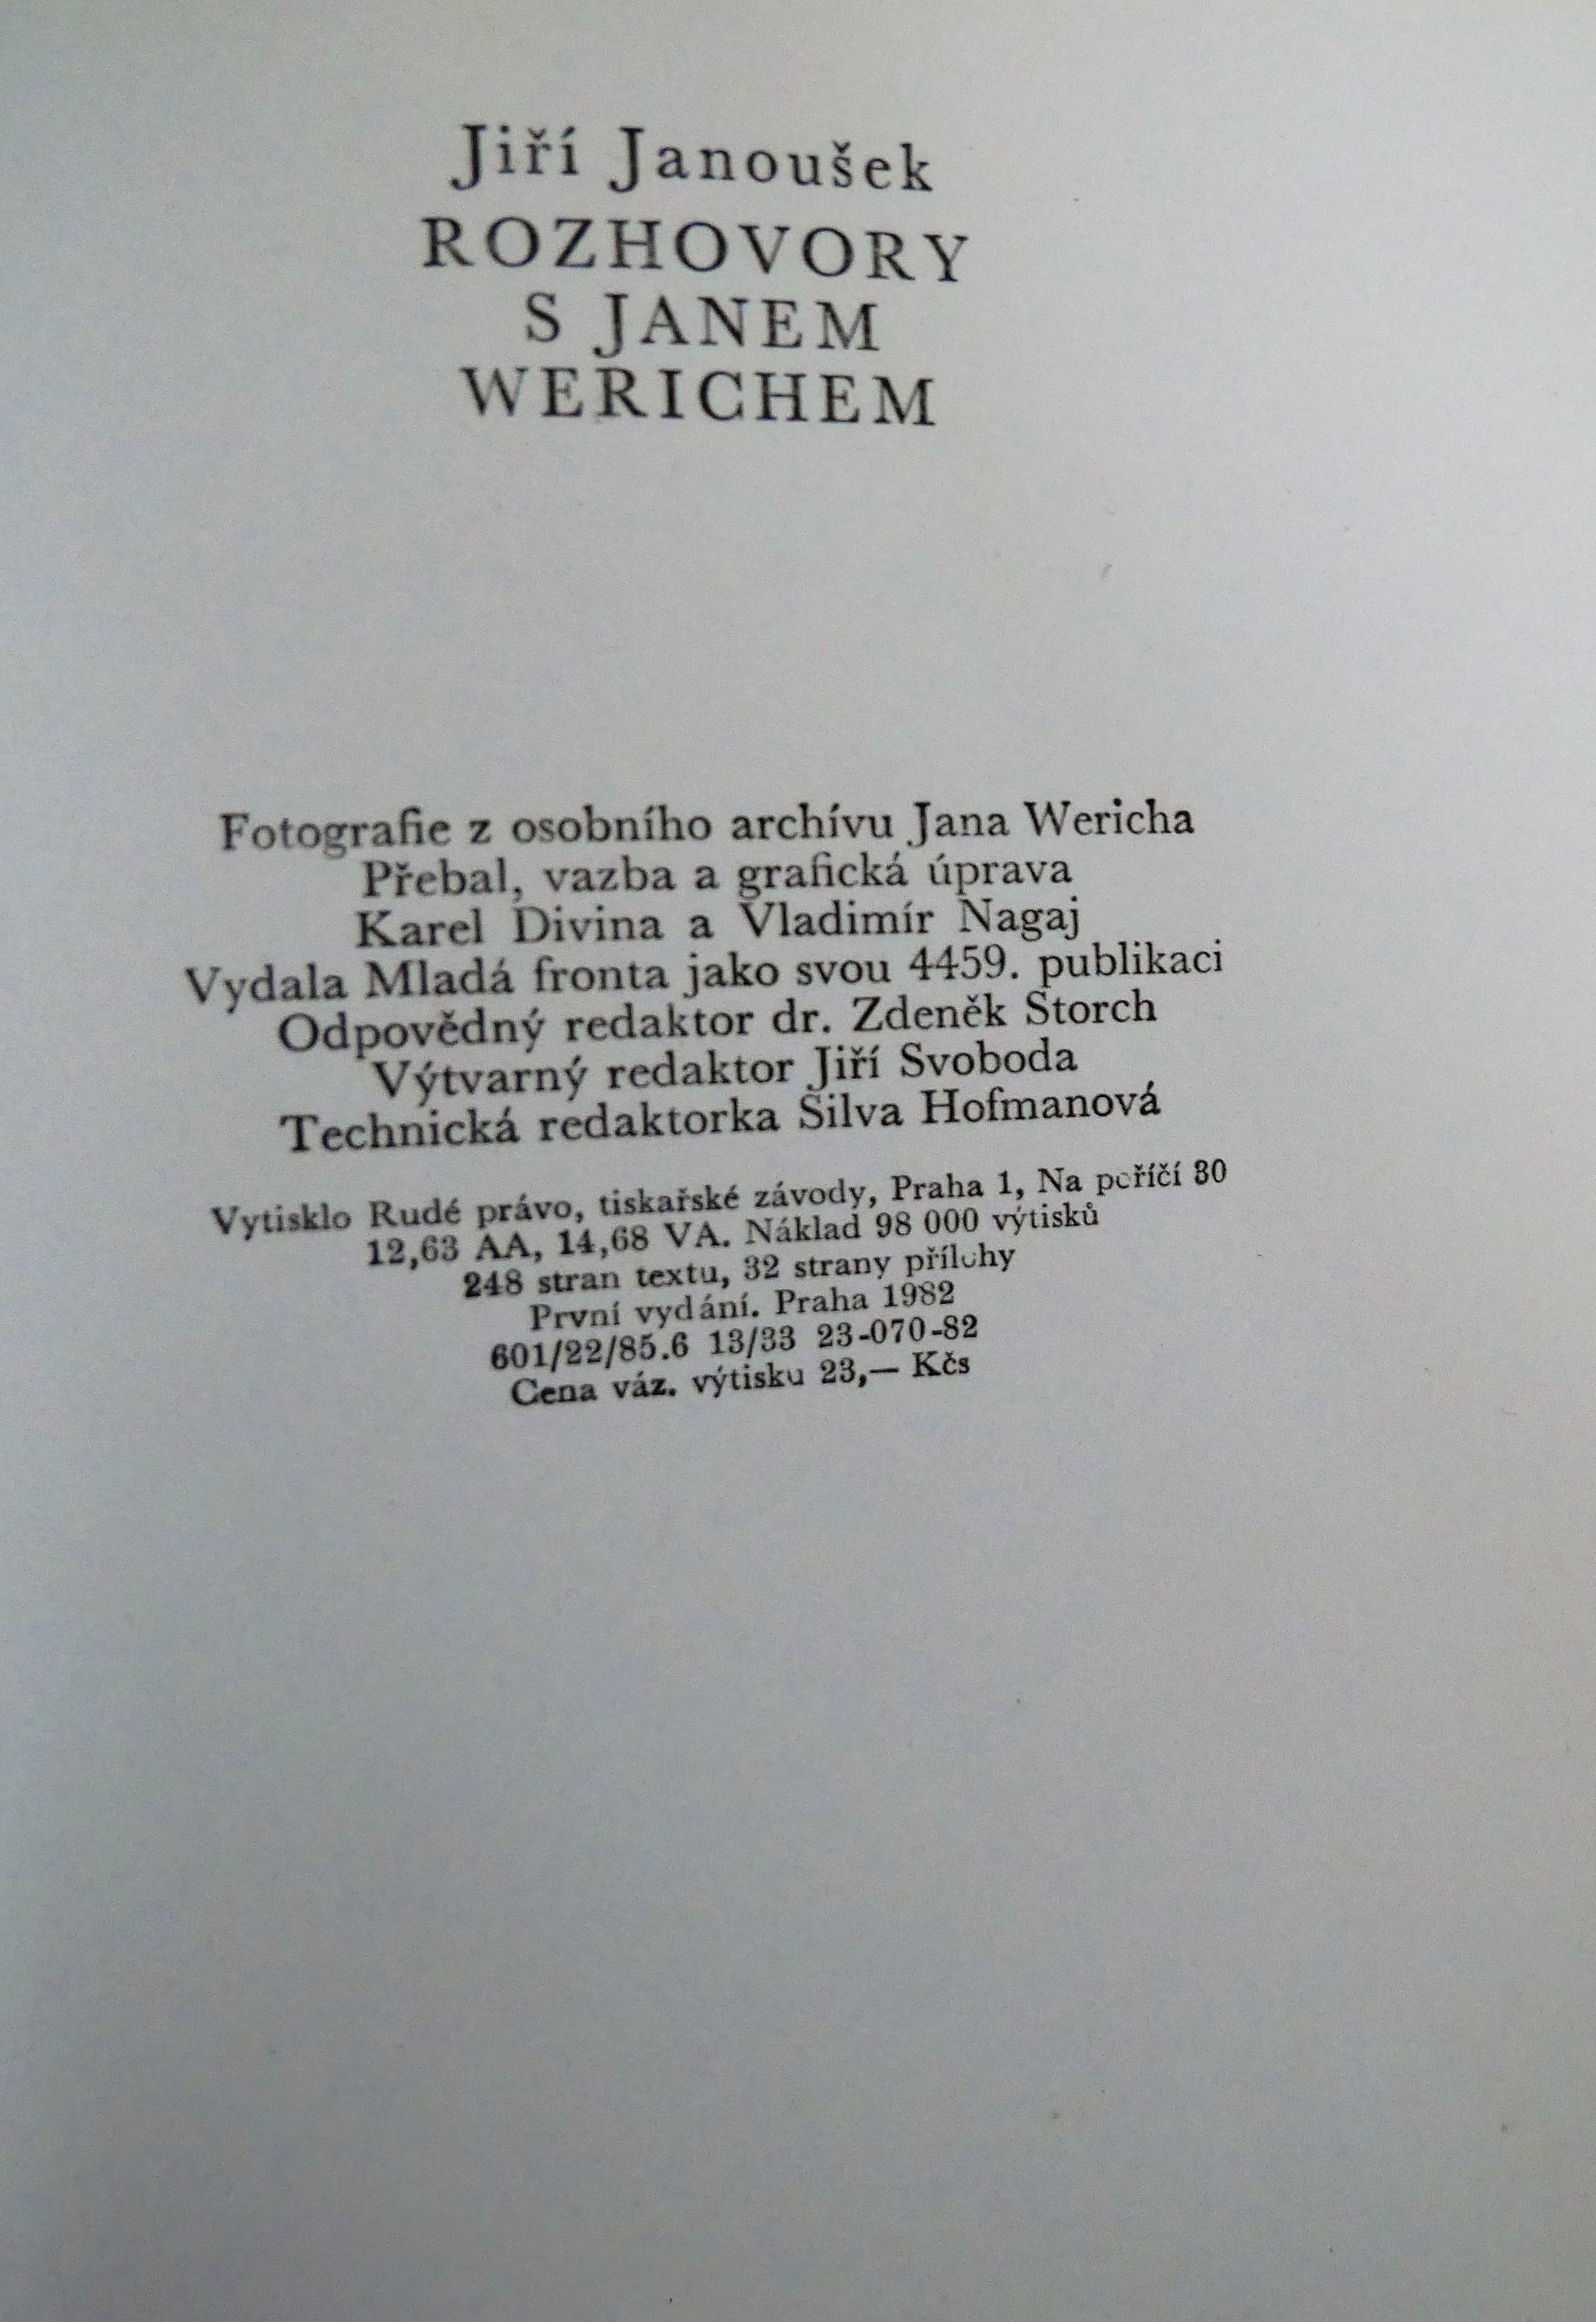 Jiří Janoušek
ROZHOVORY
S JANEM
WERICHEM
Fotografie z osobního archívu Jana Wericha
Přebal, vazba a grafická úprava
Karel Divina a Vladimír Nagaj
Vydala Mladá fronta jako svou 4459. publikaci
Odpovědný redaktor dr. Zdeněk Storch
Výtvarný redaktor Jiří Svoboda
Technická redaktorka Silva Hofmanová
Vytisklo Rudé právo, tiskařské závody, Praha 1, Na poříčí 30
12,63 AA, 14,68 VA. Náklad 98 000 výtisků
248 stran textu, 32 strany přílohy
První vydání. Praha 1982
601/22/85.6 13/33 23-070-82
Cena váz. výtisku 23,— Kčs